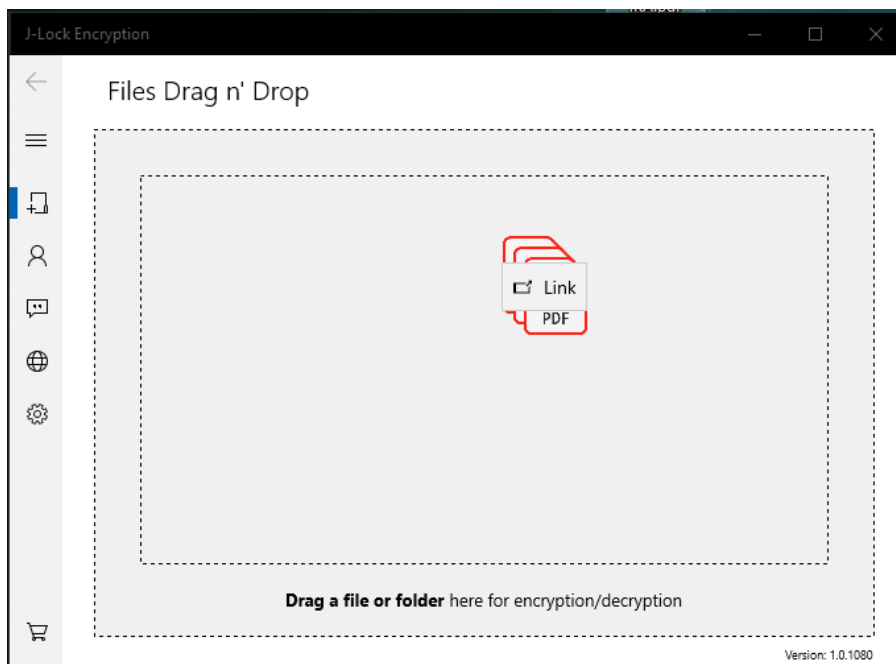 J-Lock Encryption
Files Drag n' Drop
Link
PDF
Drag a file or folder here for encryption/decryption
Version: 1.0.1080